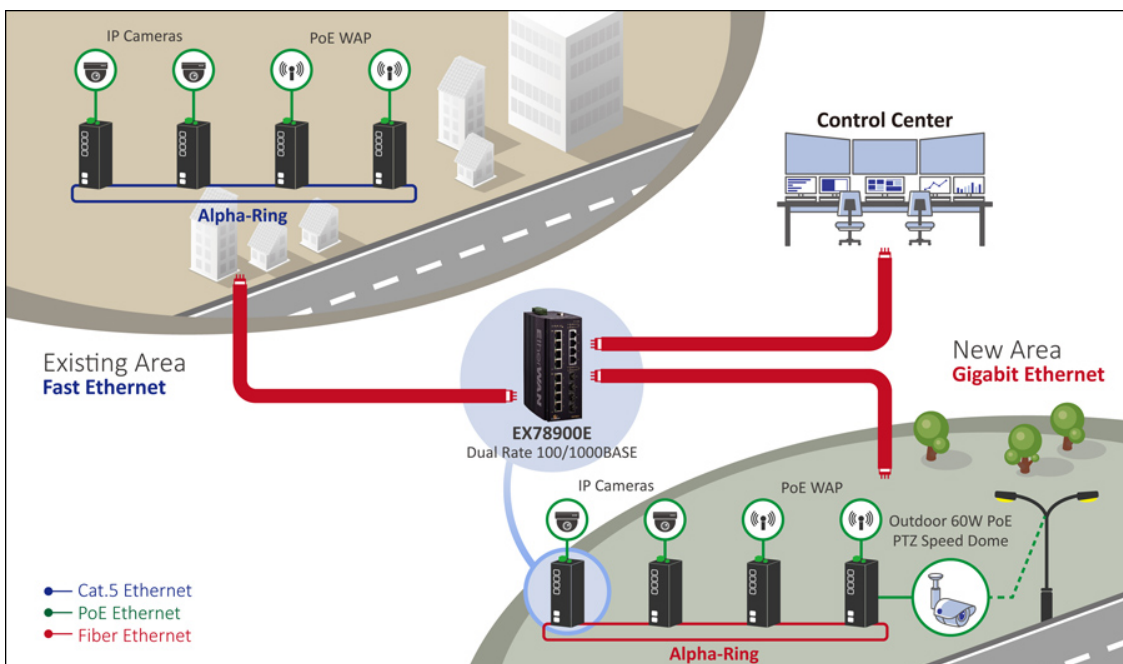 IP Cameras
PoE WAP
Alpha-Ring
Control Center
Existing Area
Fast Ethernet
New Area
Gigabit Ethernet
EtherWAN
EX78900E
Dual Rate 100/1000BASE
IP Cameras
PoE WAP
Outdoor 60W PoE
PTZ Speed Dome
Cat.5 Ethernet
PoE Ethernet
Fiber Ethernet
Alpha-Ring